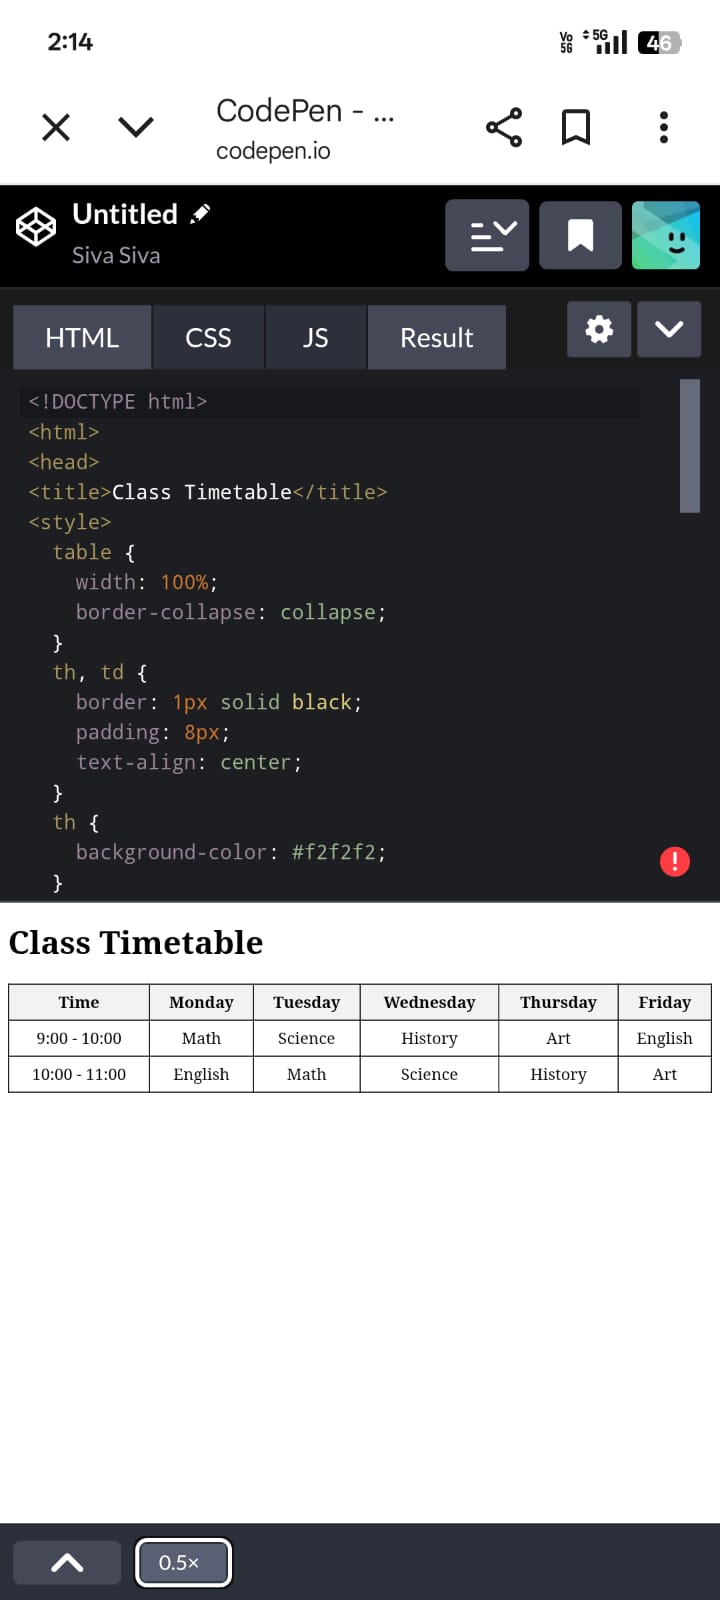 2:14
Vo 5G 5G 46
CodePen - ...
codepen.io
Untitled
Siva Siva
HTML CSS JS Result
<!DOCTYPE html>
<html>
<head>
<title>Class Timetable</title>
<style>
table {
width: 100%;
border-collapse: collapse;
}
th, td {
border: 1px solid black;
padding: 8px;
text-align: center;
}
th {
background-color: #f2f2f2;
}
!
Class Timetable
Time Monday Tuesday Wednesday Thursday Friday
9:00 - 10:00 Math Science History Art English
10:00 - 11:00 English Math Science History Art
0.5×